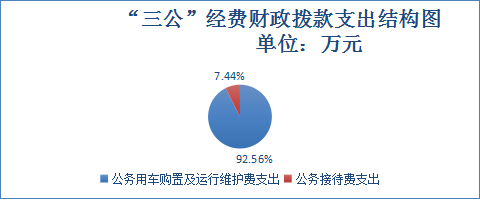 “三公”经费财政拨款支出结构图
单位：万元
7.44%
92.56%
公务用车购置及运行维护费支出 公务接待费支出